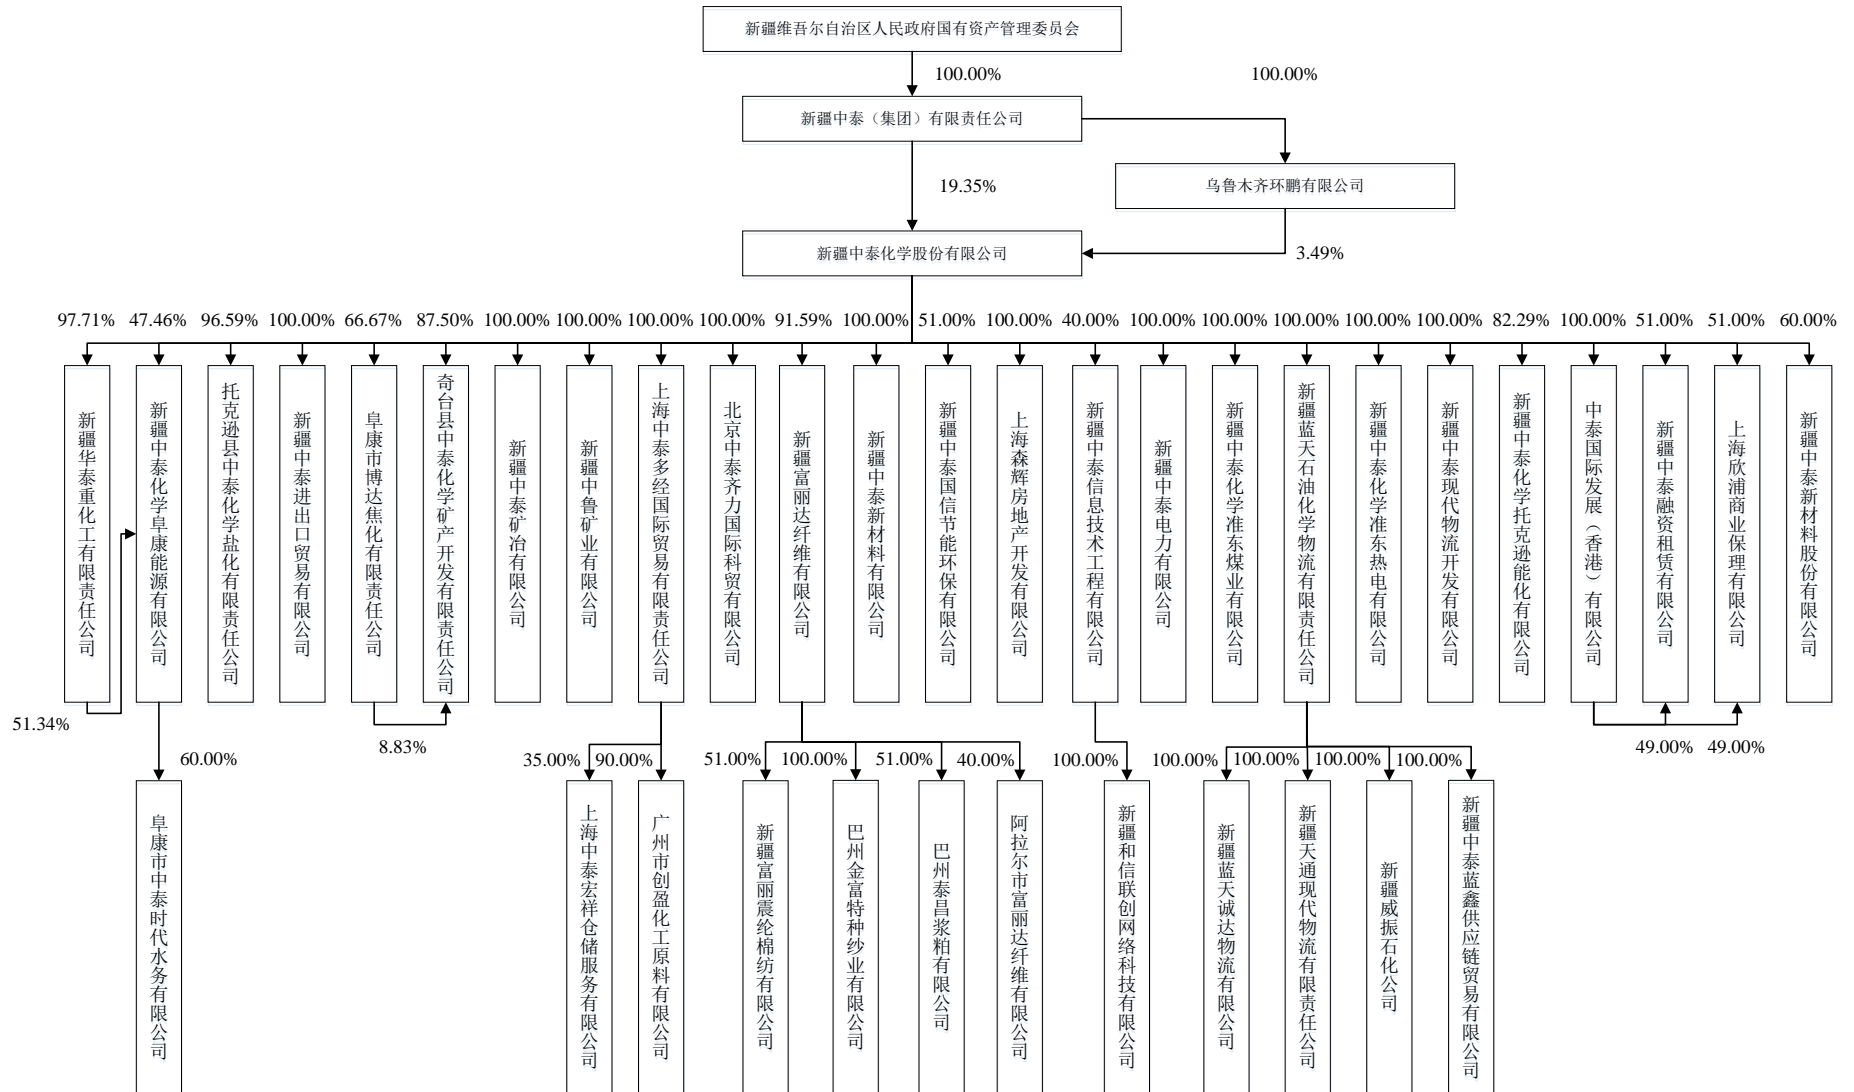 新疆维吾尔自治区人民政府国有资产管理委员会
100.00%
100.00%
新疆中泰（集团）有限责任公司
19.35%
乌鲁木齐环鹏有限公司
新疆中泰化学股份有限公司
3.49%
97.71% 47.46% 96.59% 100.00% 66.67% 87.50% 100.00% 100.00% 100.00% 100.00% 91.59% 100.00% 51.00% 100.00% 40.00% 100.00% 100.00% 100.00% 100.00% 100.00% 82.29% 100.00% 51.00% 51.00% 60.00%
新疆华泰重化工有限责任公司
新疆中泰化学阜康能源有限公司
托克逊县中泰化学盐化有限责任公司
新疆中泰进出口贸易有限公司
阜康市博达焦化有限责任公司
奇台县中泰化学矿产开发有限责任公司
新疆中泰矿冶有限公司
新疆中鲁矿业有限公司
上海中泰多经国际贸易有限责任公司
北京中泰齐力国际科贸有限公司
新疆富丽达纤维有限公司
新疆中泰新材料有限公司
新疆中泰国信节能环保有限公司
上海森辉房地产开发有限公司
新疆中泰信息技术工程有限公司
新疆中泰电力有限公司
新疆中泰化学准东煤业有限公司
新疆蓝天石油化学物流有限责任公司
新疆中泰化学准东热电有限公司
新疆中泰现代物流开发有限公司
新疆中泰化学托克逊能化有限公司
中泰国际发展（香港）有限公司
新疆中泰融资租赁有限公司
上海欣浦商业保理有限公司
新疆中泰新材料股份有限公司
51.34%
8.83%
49.00% 49.00%
60.00%
35.00% 90.00%
51.00% 100.00% 51.00% 40.00%
100.00%
100.00% 100.00% 100.00% 100.00%
阜康市中泰时代水务有限公司
上海中泰宏祥仓储服务有限公司
广州市创盈化工原料有限公司
新疆富丽震纶棉纺有限公司
巴州金富特种纱业有限公司
巴州泰昌浆粕有限公司
阿拉尔市富丽达纤维有限公司
新疆和信联创网络科技有限公司
新疆蓝天诚达物流有限公司
新疆天通现代物流有限责任公司
新疆威振石化公司
新疆中泰蓝鑫供应链贸易有限公司